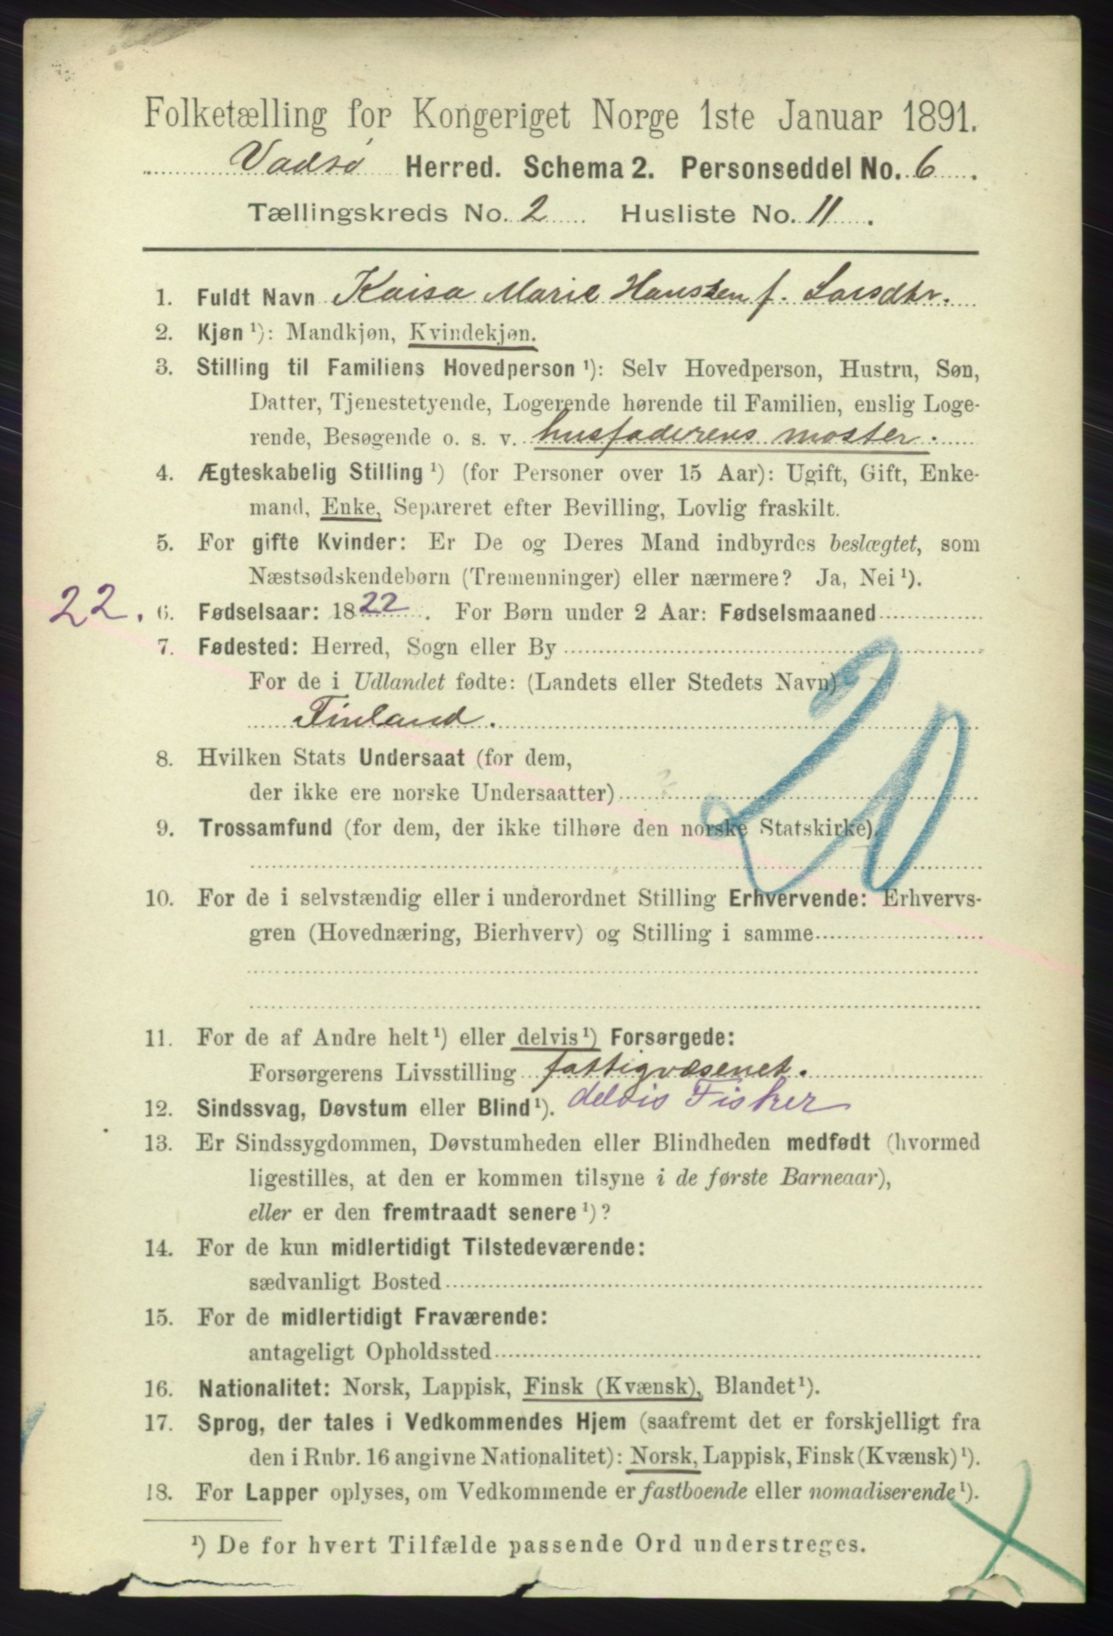 Folketælling for Kongeriget Norge 1ste Januar 1891.
Vadsø Herred. Schema 2. Personseddel No. 6.
Tællingskreds No. 2 Husliste No. 11.
1. Fuldt Navn Kaisa Marie Hansen f. Larsdtr.
2. Kjøn ¹): Mandkjøn, Kvindekjøn.
3. Stilling til Familiens Hovedperson ¹): Selv Hovedperson, Hustru, Søn,
Datter, Tjenestetyende, Logerende hørende til Familien, enslig Loge-
rende, Besøgende o. s. v. husfaderens moster.
4. Ægteskabelig Stilling ¹) (for Personer over 15 Aar): Ugift, Gift, Enke-
mand, Enke, Separeret efter Bevilling, Lovlig fraskilt.
5. For gifte Kvinder: Er De og Deres Mand indbyrdes beslægtet, som
Næstsødskendebørn (Tremenninger) eller nærmere? Ja, Nei ¹).
22. 6. Fødselsaar: 1822. For Børn under 2 Aar: Fødselsmaaned
7. Fødested: Herred, Sogn eller By
For de i Udlandet fødte: (Landets eller Stedets Navn)
Finland.
20
8. Hvilken Stats Undersaat (for dem,
der ikke ere norske Undersaatter)
9. Trossamfund (for dem, der ikke tilhøre den norske Statskirke)
10. For de i selvstændig eller i underordnet Stilling Erhvervende: Erhvervs-
gren (Hovednæring, Bierhverv) og Stilling i samme
11. For de af Andre helt ¹) eller delvis ¹) Forsørgede:
Forsørgerens Livsstilling fattigvæsenet.
delvis Fisker
12. Sindssvag, Døvstum eller Blind ¹).
13. Er Sindssygdommen, Døvstumheden eller Blindheden medfødt (hvormed
ligestilles, at den er kommen tilsyne i de første Barneaar),
eller er den fremtraadt senere ¹)?
14. For de kun midlertidigt Tilstedeværende:
sædvanligt Bosted
15. For de midlertidigt Fraværende:
antageligt Opholdssted
16. Nationalitet: Norsk, Lappisk, Finsk (Kvænsk), Blandet ¹).
17. Sprog, der tales i Vedkommendes Hjem (saafremt det er forskjelligt fra
den i Rubr. 16 angivne Nationalitet): Norsk, Lappisk, Finsk (Kvænsk) ¹).
18. For Lapper oplyses, om Vedkommende er fastboende eller nomadiserende ¹).
¹) De for hvert Tilfælde passende Ord understreges.